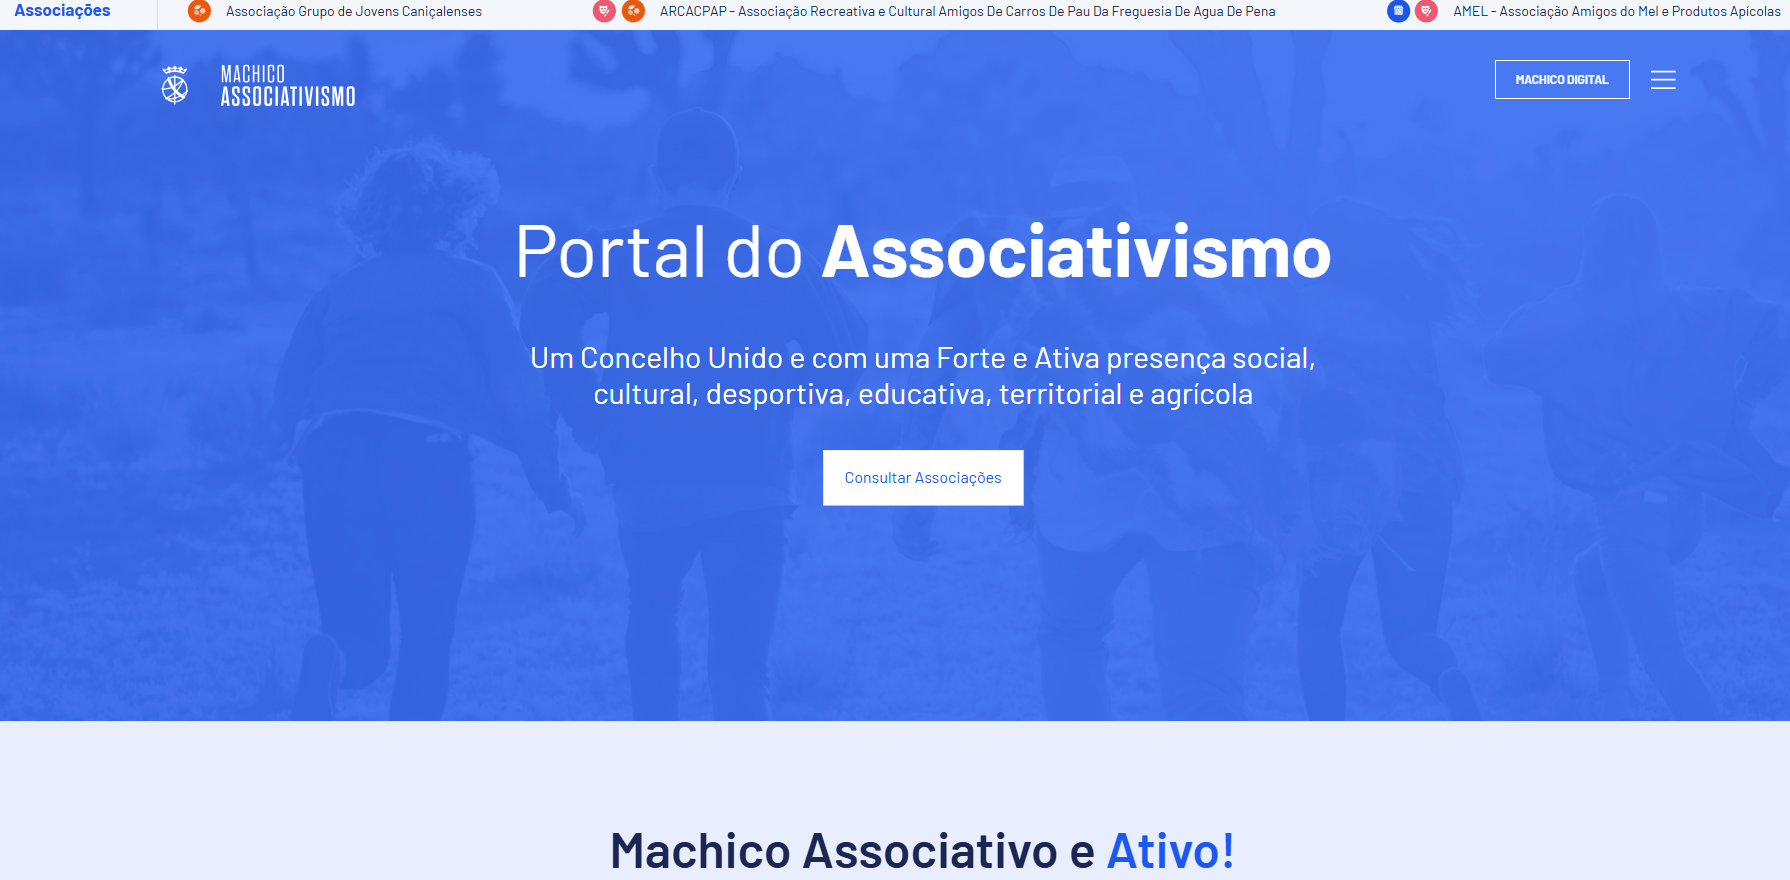 Associações
Associação Grupo de Jovens Caniçalenses
ARCACPAP - Associação Recreativa e Cultural Amigos De Carros De Pau Da Freguesia De Agua De Pena
AMEL - Associação Amigos do Mel e Produtos Apícolas
MACHICO
ASSOCIATIVISMO
MACHICO DIGITAL
Portal do Associativismo
Um Concelho Unido e com uma Forte e Ativa presença social,
cultural, desportiva, educativa, territorial e agrícola
Consultar Associações
Machico Associativo e Ativo!